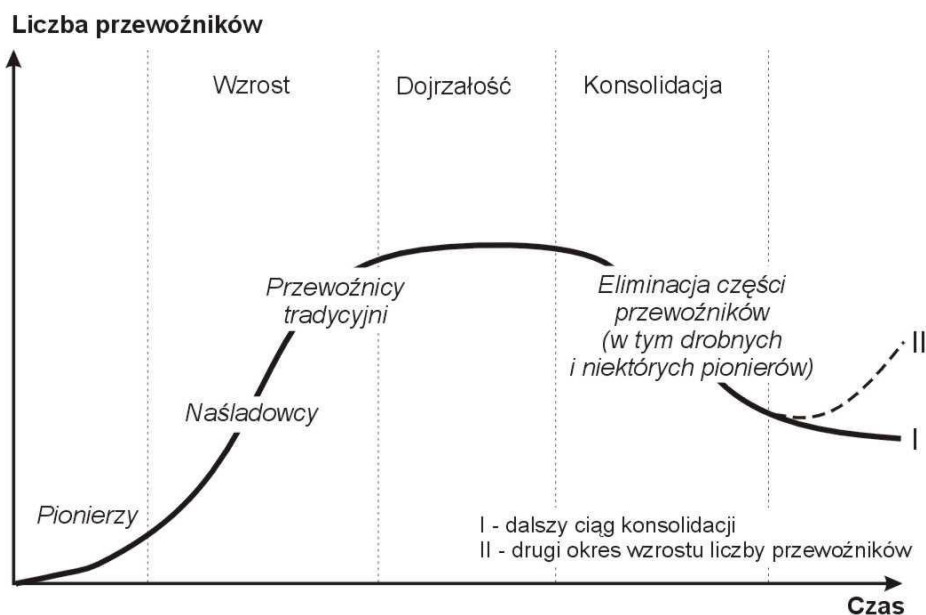 Liczba przewoźników
Wzrost
Dojrzałość
Konsolidacja
Przewoźnicy
tradycyjni
Eliminacja części
przewoźników
(w tym drobnych
i niektórych pionierów)
II
Naśladowcy
I
Pionierzy
I - dalszy ciąg konsolidacji
II - drugi okres wzrostu liczby przewoźników
Czas